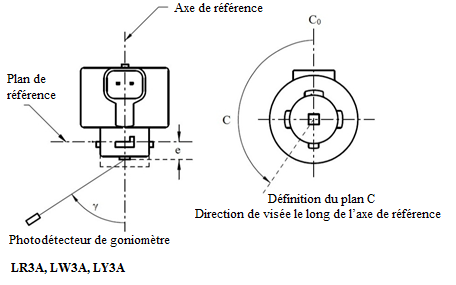 Axe de référence
C₀
Plan de
référence
C
e
γ
Définition du plan C
Direction de visée le long de l’axe de référence
Photodétecteur de goniomètre
LR3A, LW3A, LY3A